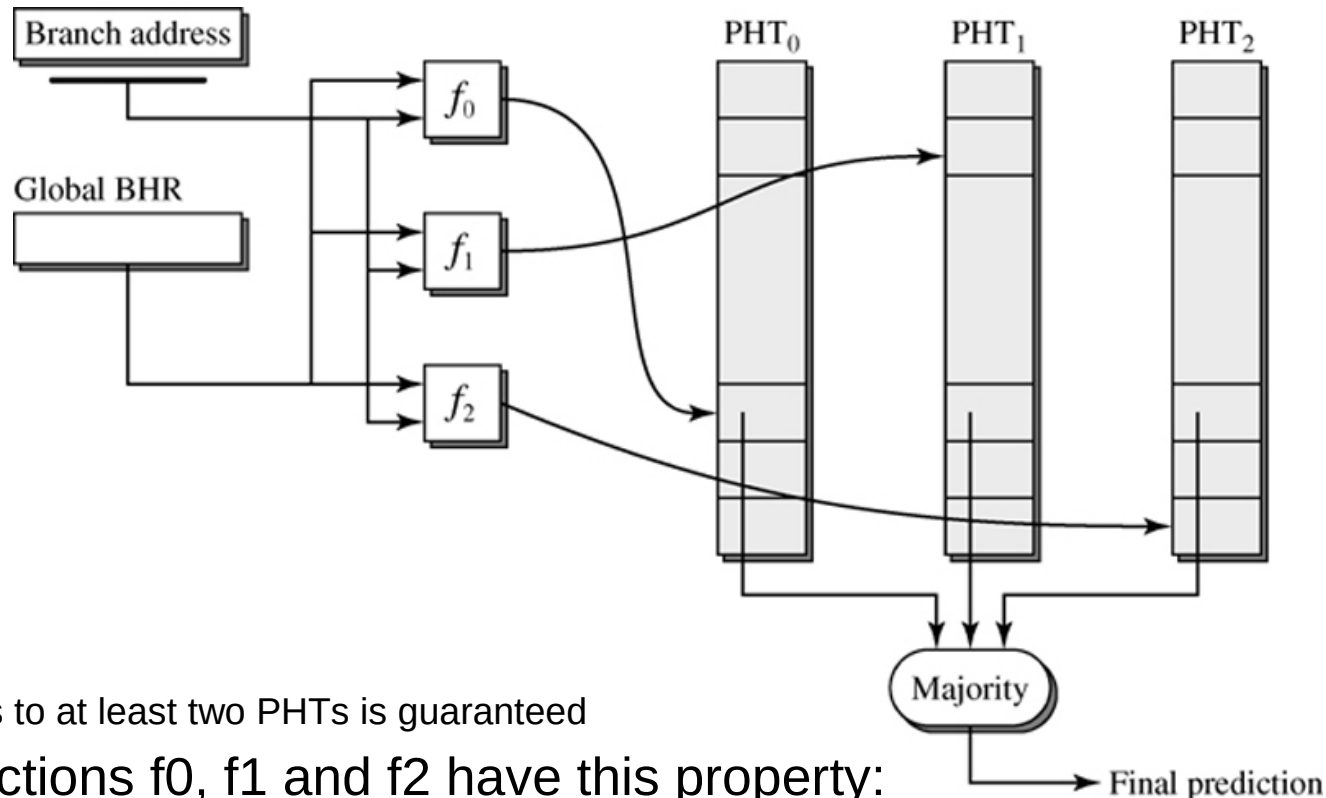 Branch address
PHT₀ PHT₁ PHT₂
f₀
Global BHR
f₁
f₂
Majority
to at least two PHTs is guaranteed
f0, f1 and f2 have this property:
Final prediction